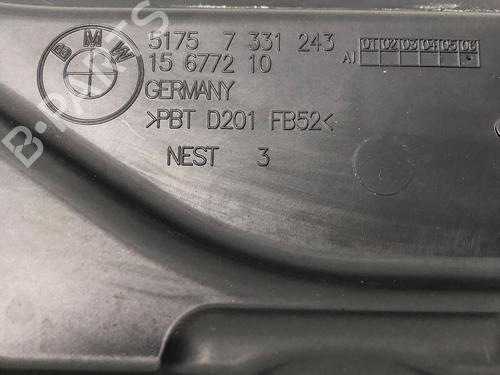 BMW
5175 7 331 243
A1 01 02 03 04 05 06
15 6772 10
GERMANY
>PBT D201 FB52<
NEST 3
B-PARTS